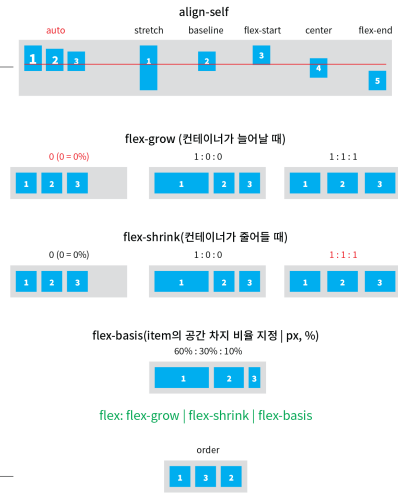 align-self
auto stretch baseline flex-start center flex-end
1 2 3 1 2 3 4 5
flex-grow (컨테이너가 늘어날 때)
0 (0 = 0%) 1 : 0 : 0 1 : 1 : 1
1 2 3 1 2 3 1 2 3
flex-shrink(컨테이너가 줄어들 때)
0 (0 = 0%) 1 : 0 : 0 1 : 1 : 1
1 2 3 1 2 3 1 2 3
flex-basis(item의 공간 차지 비율 지정 | px, %)
60% : 30% : 10%
1 2 3
flex: flex-grow | flex-shrink | flex-basis
order
1 3 2